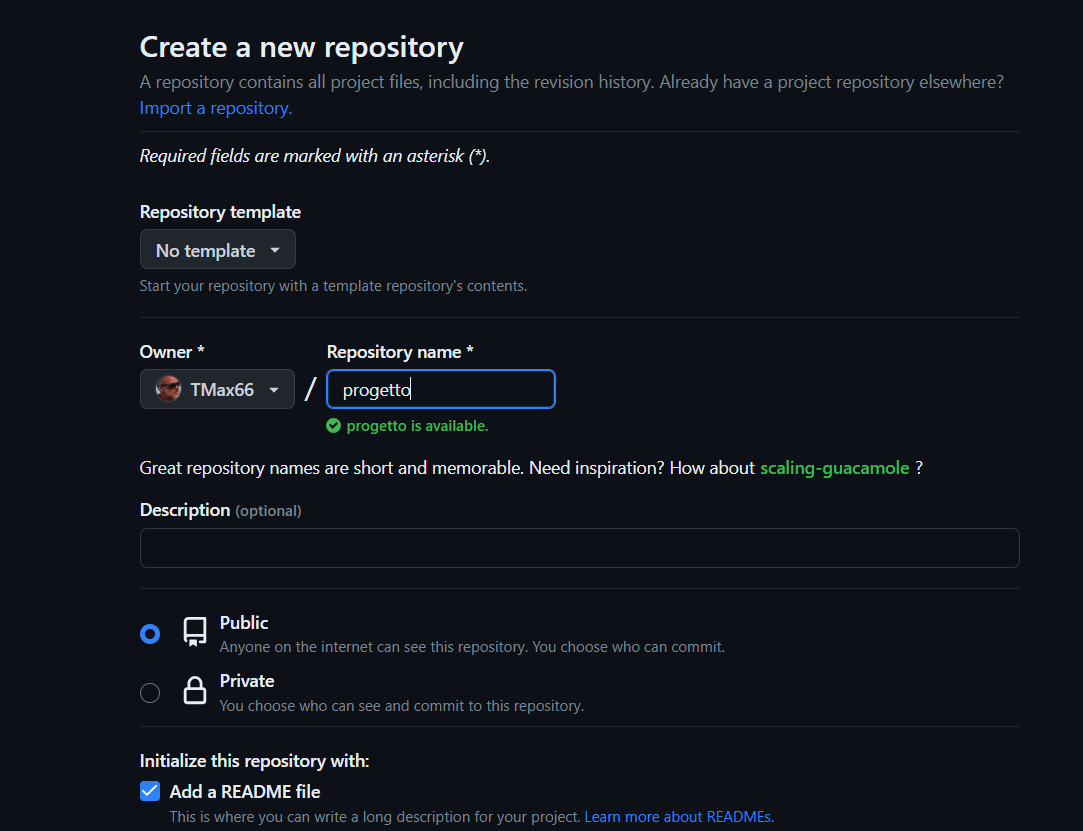 Create a new repository
A repository contains all project files, including the revision history. Already have a project repository elsewhere?
Import a repository.
Required fields are marked with an asterisk (*).
Repository template
No template
Start your repository with a template repository's contents.
Owner *
Repository name *
TMax66
/
progetto
progetto is available.
Great repository names are short and memorable. Need inspiration? How about scaling-guacamole ?
Description (optional)
Public
Anyone on the internet can see this repository. You choose who can commit.
Private
You choose who can see and commit to this repository.
Initialize this repository with:
Add a README file
This is where you can write a long description for your project. Learn more about READMEs.